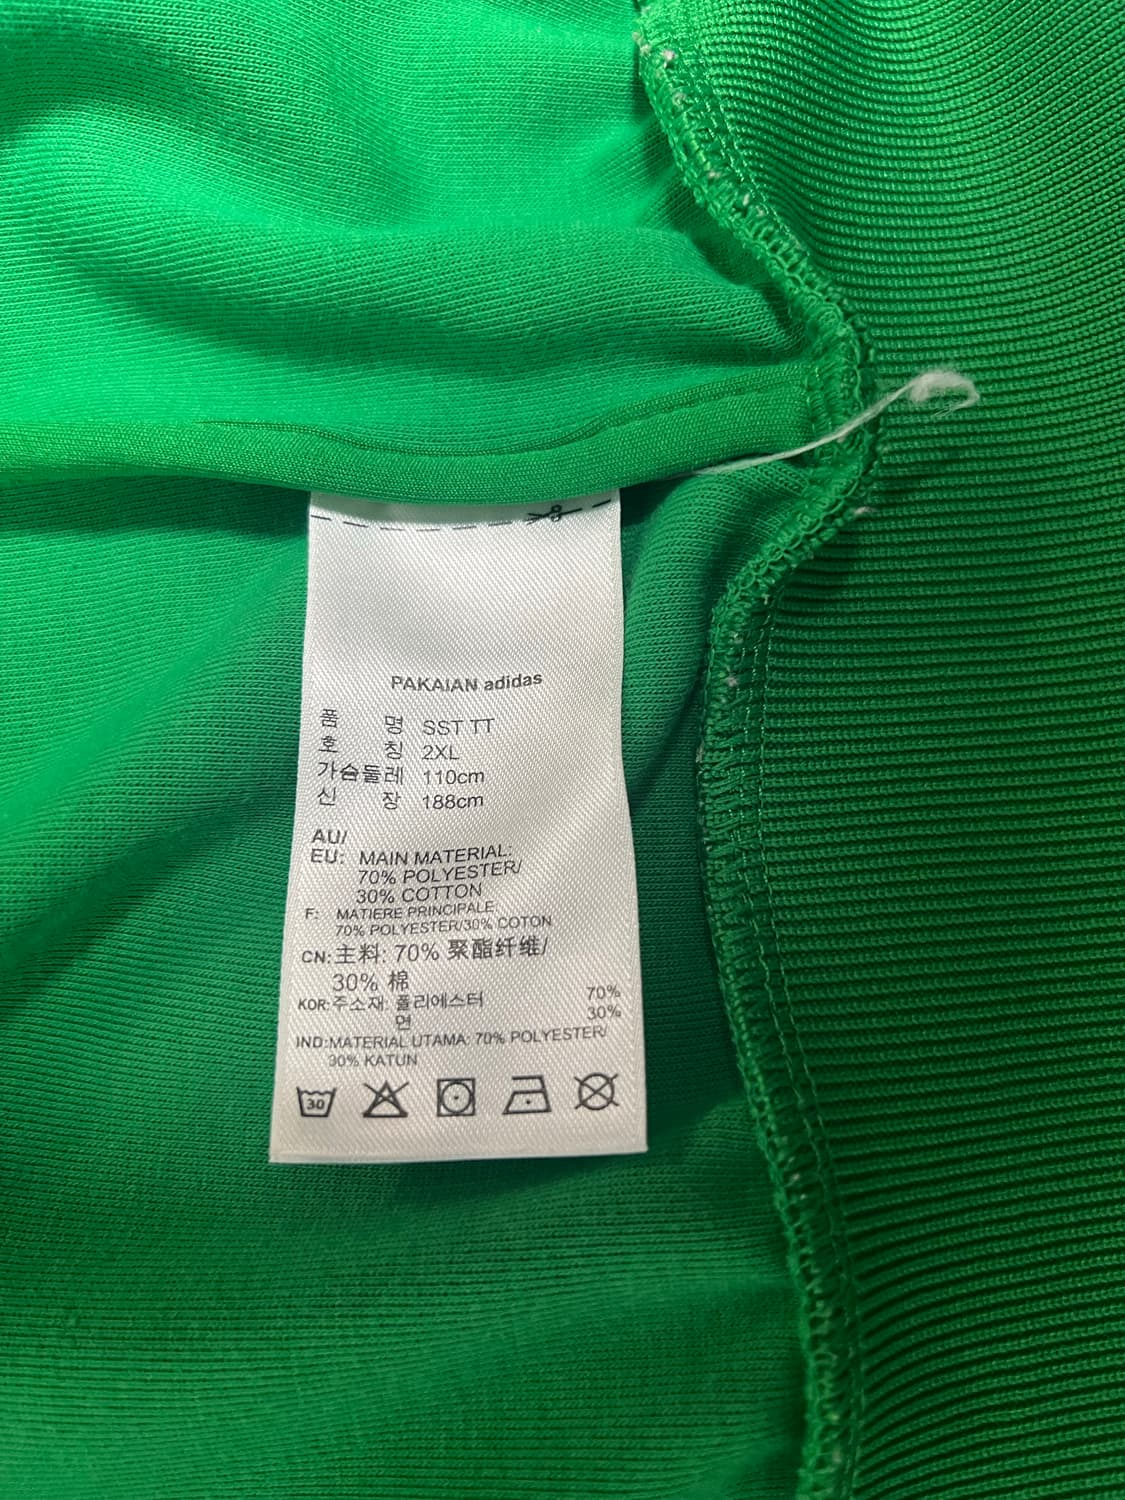 PAKAIAN adidas
품 명 SST TT
호 칭 2XL
가슴둘레 110cm
신 장 188cm
AU/
EU: MAIN MATERIAL:
70% POLYESTER/
30% COTTON
F: MATIERE PRINCIPALE
70% POLYESTER/30% COTON
CN: 主料: 70% 聚酯纤维/
30% 棉
KOR: 주소재: 폴리에스터 70%
면 30%
IND: MATERIAL UTAMA: 70% POLYESTER/
30% KATUN
30